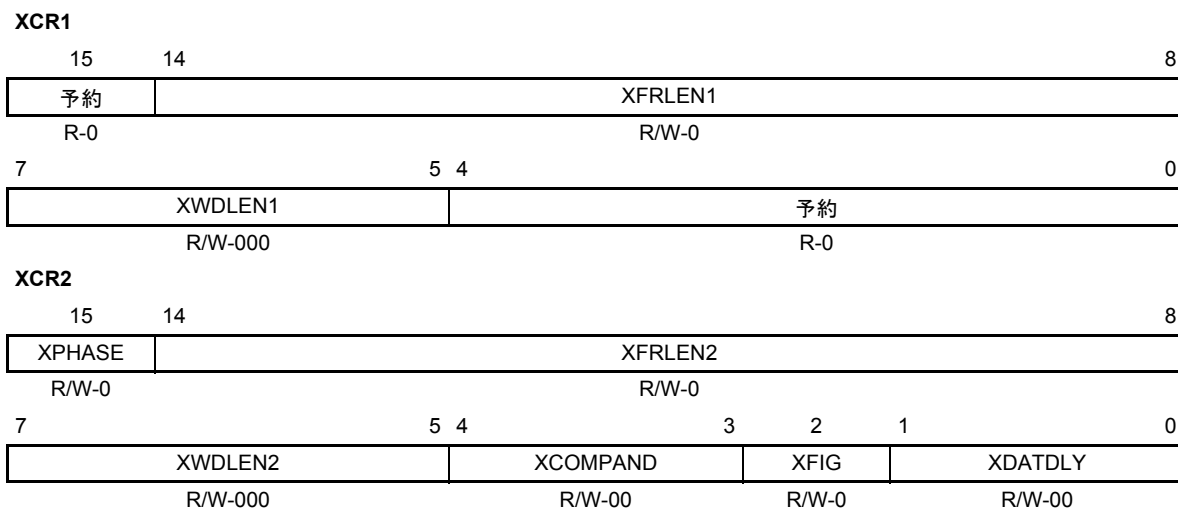 XCR1
15 14 8
予約 XFRLEN1
R-0 R/W-0
7 5 4 0
XWDLEN1 予約
R/W-000 R-0
XCR2
15 14 8
XPHASE XFRLEN2
R/W-0 R/W-0
7 5 4 3 2 1 0
XWDLEN2 XCOMPAND XFIG XDATDLY
R/W-000 R/W-00 R/W-0 R/W-00